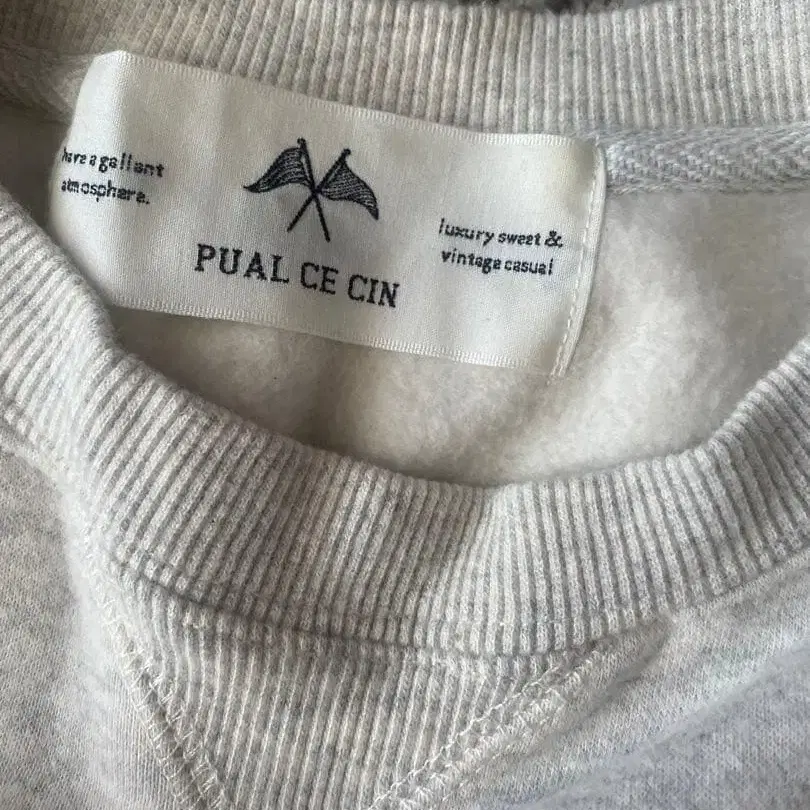 have a gallant
atmosphere.
PUAL CE CIN
luxury sweet &
vintage casual